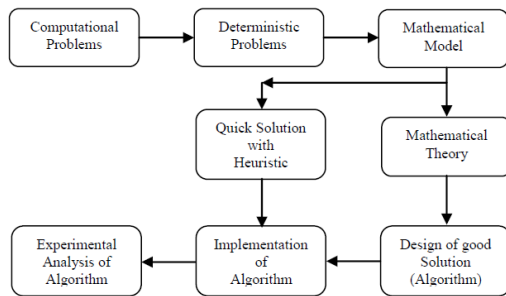 Computational
Problems
Deterministic
Problems
Mathematical
Model
Quick Solution
with
Heuristic
Mathematical
Theory
Experimental
Analysis of
Algorithm
Implementation
of
Algorithm
Design of good
Solution
(Algorithm)